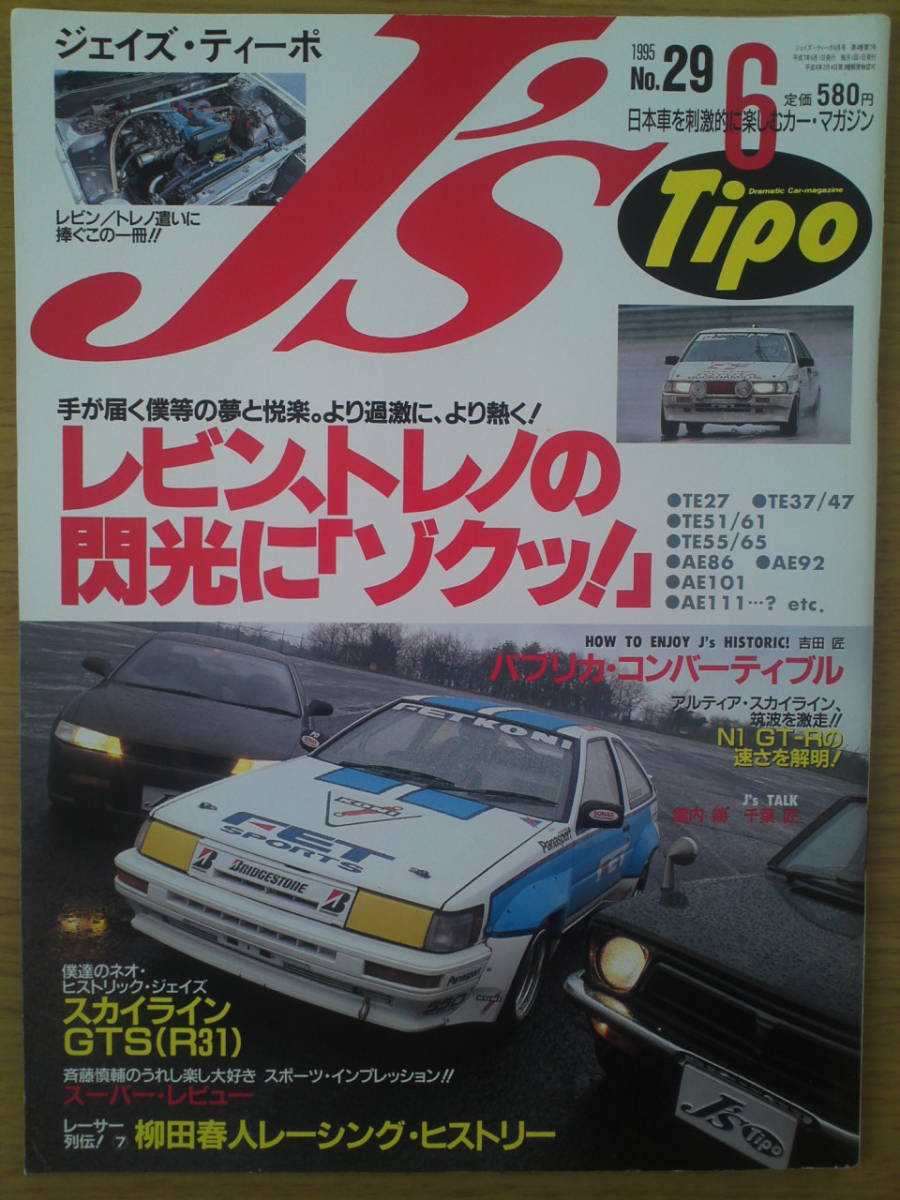 ジェイズ・ティーポ
J's
1995
No.29
6
定価580円
日本車を刺激的に楽しむカー・マガジン
Dramatic Car-magazine
Tipo
レビン/トレノ遣いに
捧ぐこの一冊!!
手が届く僕等の夢と悦楽。より過激に、より熱く!
レビン、トレノの
閃光に「ゾクッ!」
●TE27 ●TE37/47
●TE51/61
●TE55/65
●AE86 ●AE92
●AE101
●AE111…? etc.
HOW TO ENJOY J's HISTORIC! 吉田 匠
パブリカ・コンバーティブル
アルティア・スカイライン、
筑波を激走!!
N1 GT-Rの
速さを解明!
J's TALK
千葉 匠
FET KONI
FET
SPORTS
BRIDGESTONE
Panasport
Panasport
J's Tipo
僕達のネオ・
ヒストリック・ジェイズ
スカイライン
GTS(R31)
斉藤慎輔のうれし楽し大好き スポーツ・インプレッション!!
スーパー・レビュー
レーサー
列伝! 7 柳田春人レーシング・ヒストリー